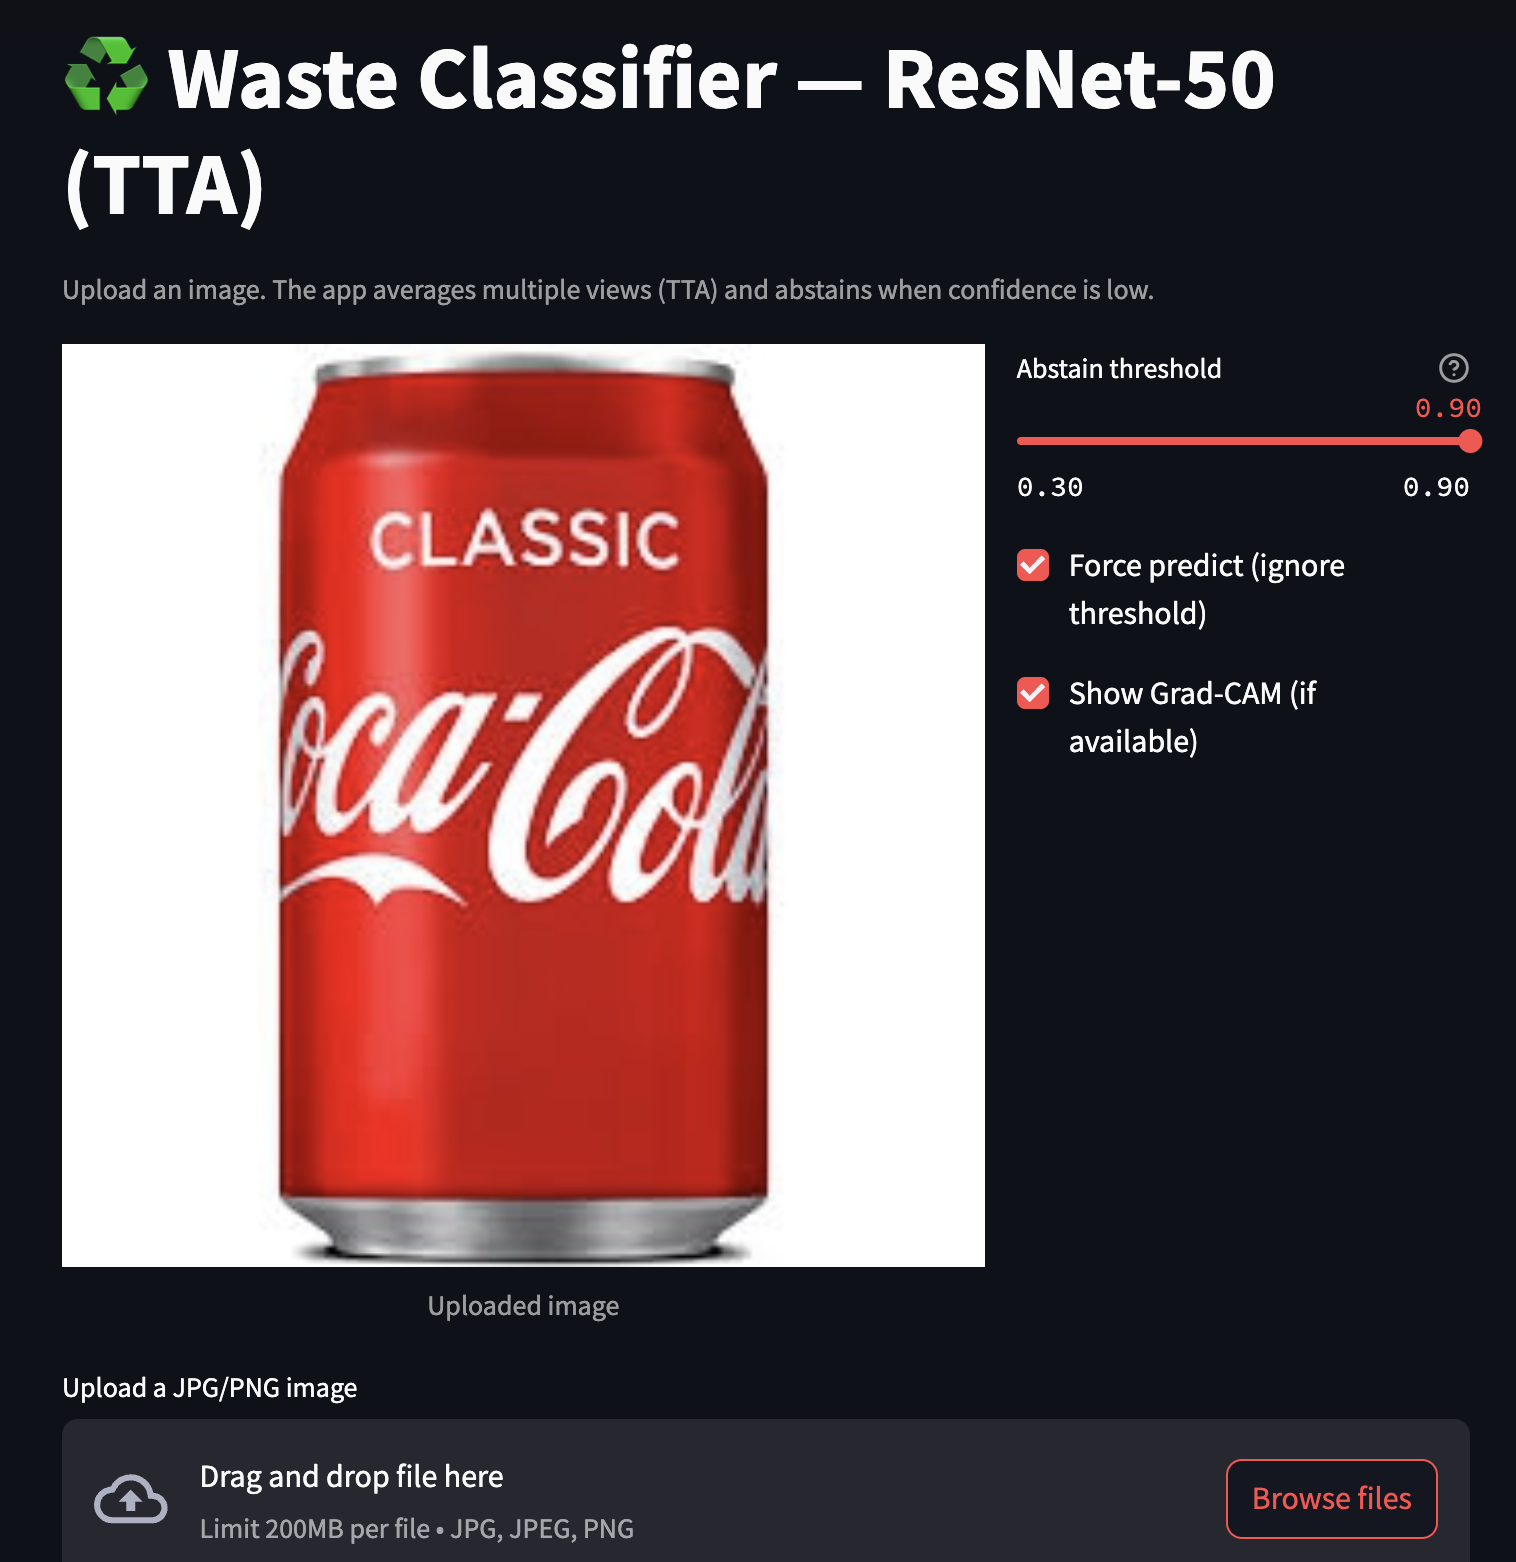 Waste Classifier — ResNet-50
(TTA)
Upload an image. The app averages multiple views (TTA) and abstains when confidence is low.
CLASSIC
Coca-Cola
Abstain threshold
0.90
0.30 0.90
Force predict (ignore
threshold)
Show Grad-CAM (if
available)
Uploaded image
Upload a JPG/PNG image
Drag and drop file here
Limit 200MB per file • JPG, JPEG, PNG
Browse files